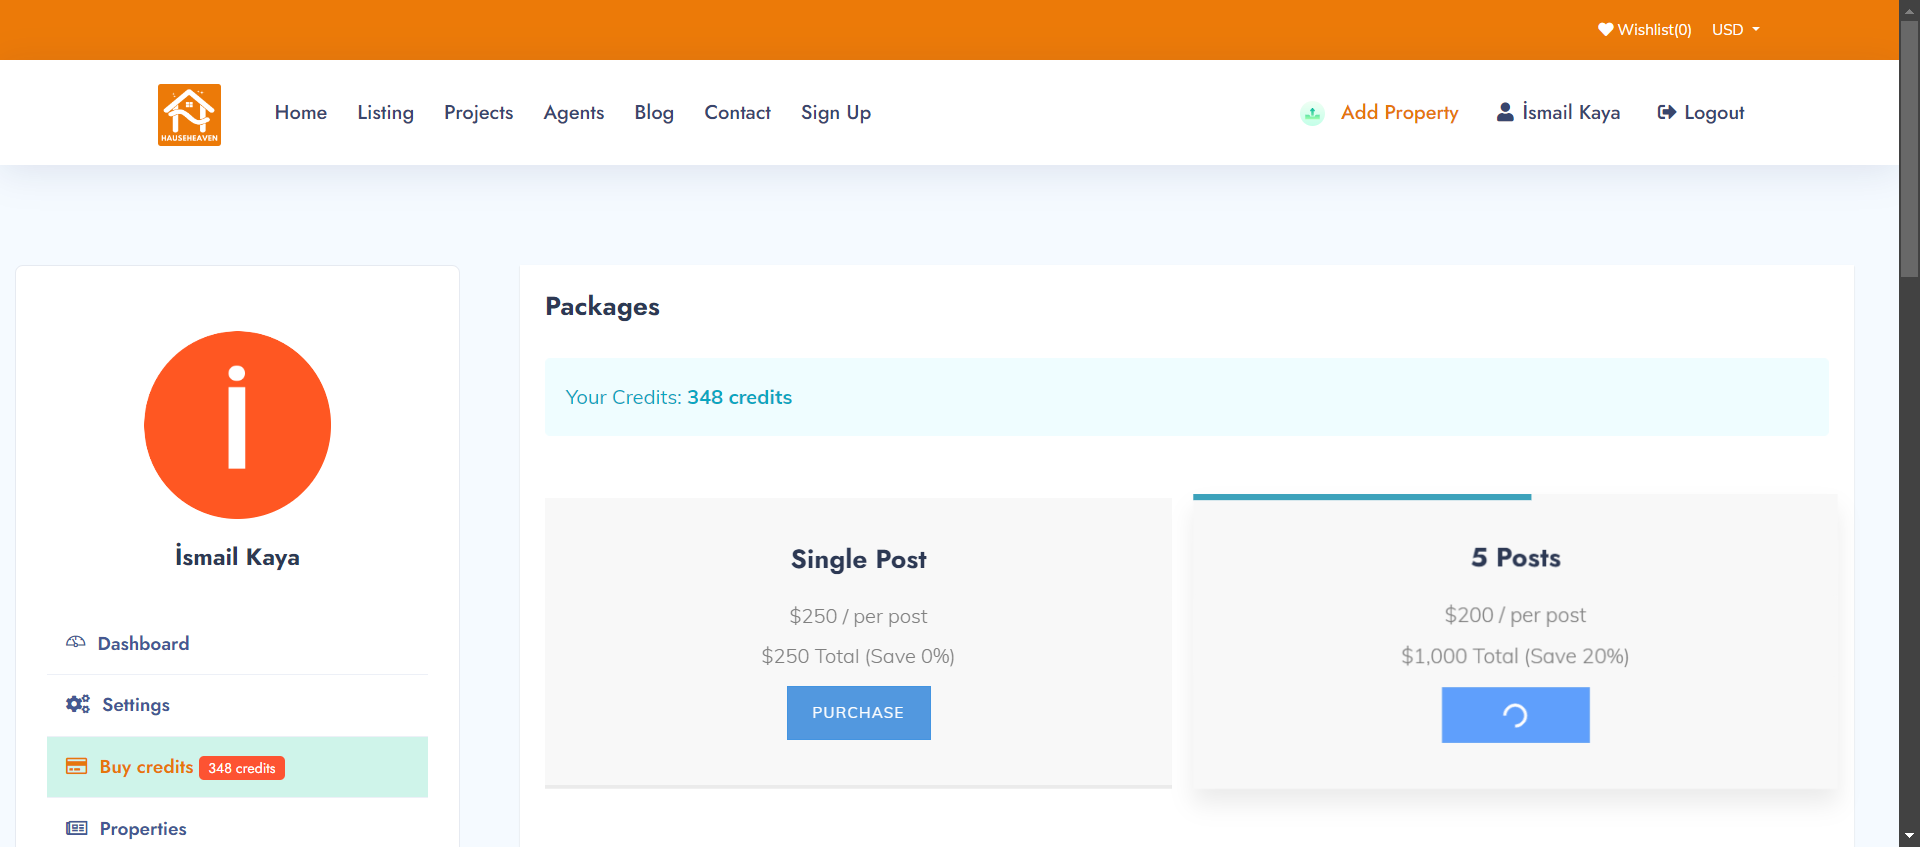 Wishlist(0) USD
HAUSEHEAVEN
Home Listing Projects Agents Blog Contact Sign Up Add Property İsmail Kaya Logout
İ
İsmail Kaya
Dashboard
Settings
Buy credits 348 credits
Properties
Packages
Your Credits: 348 credits
Single Post
$250 / per post
$250 Total (Save 0%)
PURCHASE
5 Posts
$200 / per post
$1,000 Total (Save 20%)